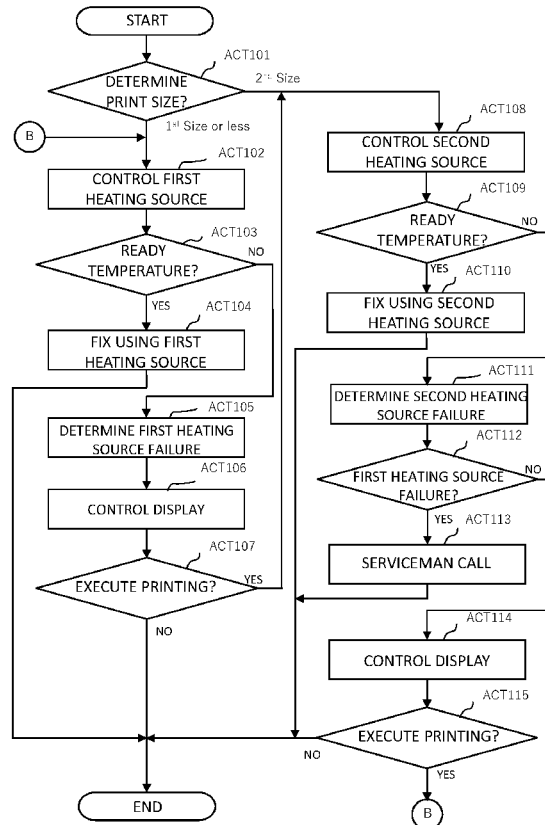 START
ACT101
DETERMINE
PRINT SIZE?
2ⁿᵈ Size
B
1ˢᵗ Size or less
ACT102
CONTROL FIRST
HEATING SOURCE
ACT103
READY
TEMPERATURE?
NO
YES
ACT104
FIX USING FIRST
HEATING SOURCE
ACT105
DETERMINE FIRST HEATING
SOURCE FAILURE
ACT106
CONTROL DISPLAY
ACT107
EXECUTE PRINTING?
YES
NO
END
ACT108
CONTROL SECOND
HEATING SOURCE
ACT109
READY
TEMPERATURE?
NO
YES
ACT110
FIX USING SECOND
HEATING SOURCE
ACT111
DETERMINE SECOND HEATING
SOURCE FAILURE
ACT112
FIRST HEATING SOURCE
FAILURE?
NO
YES
ACT113
SERVICEMAN CALL
ACT114
CONTROL DISPLAY
ACT115
EXECUTE PRINTING?
NO
YES
B